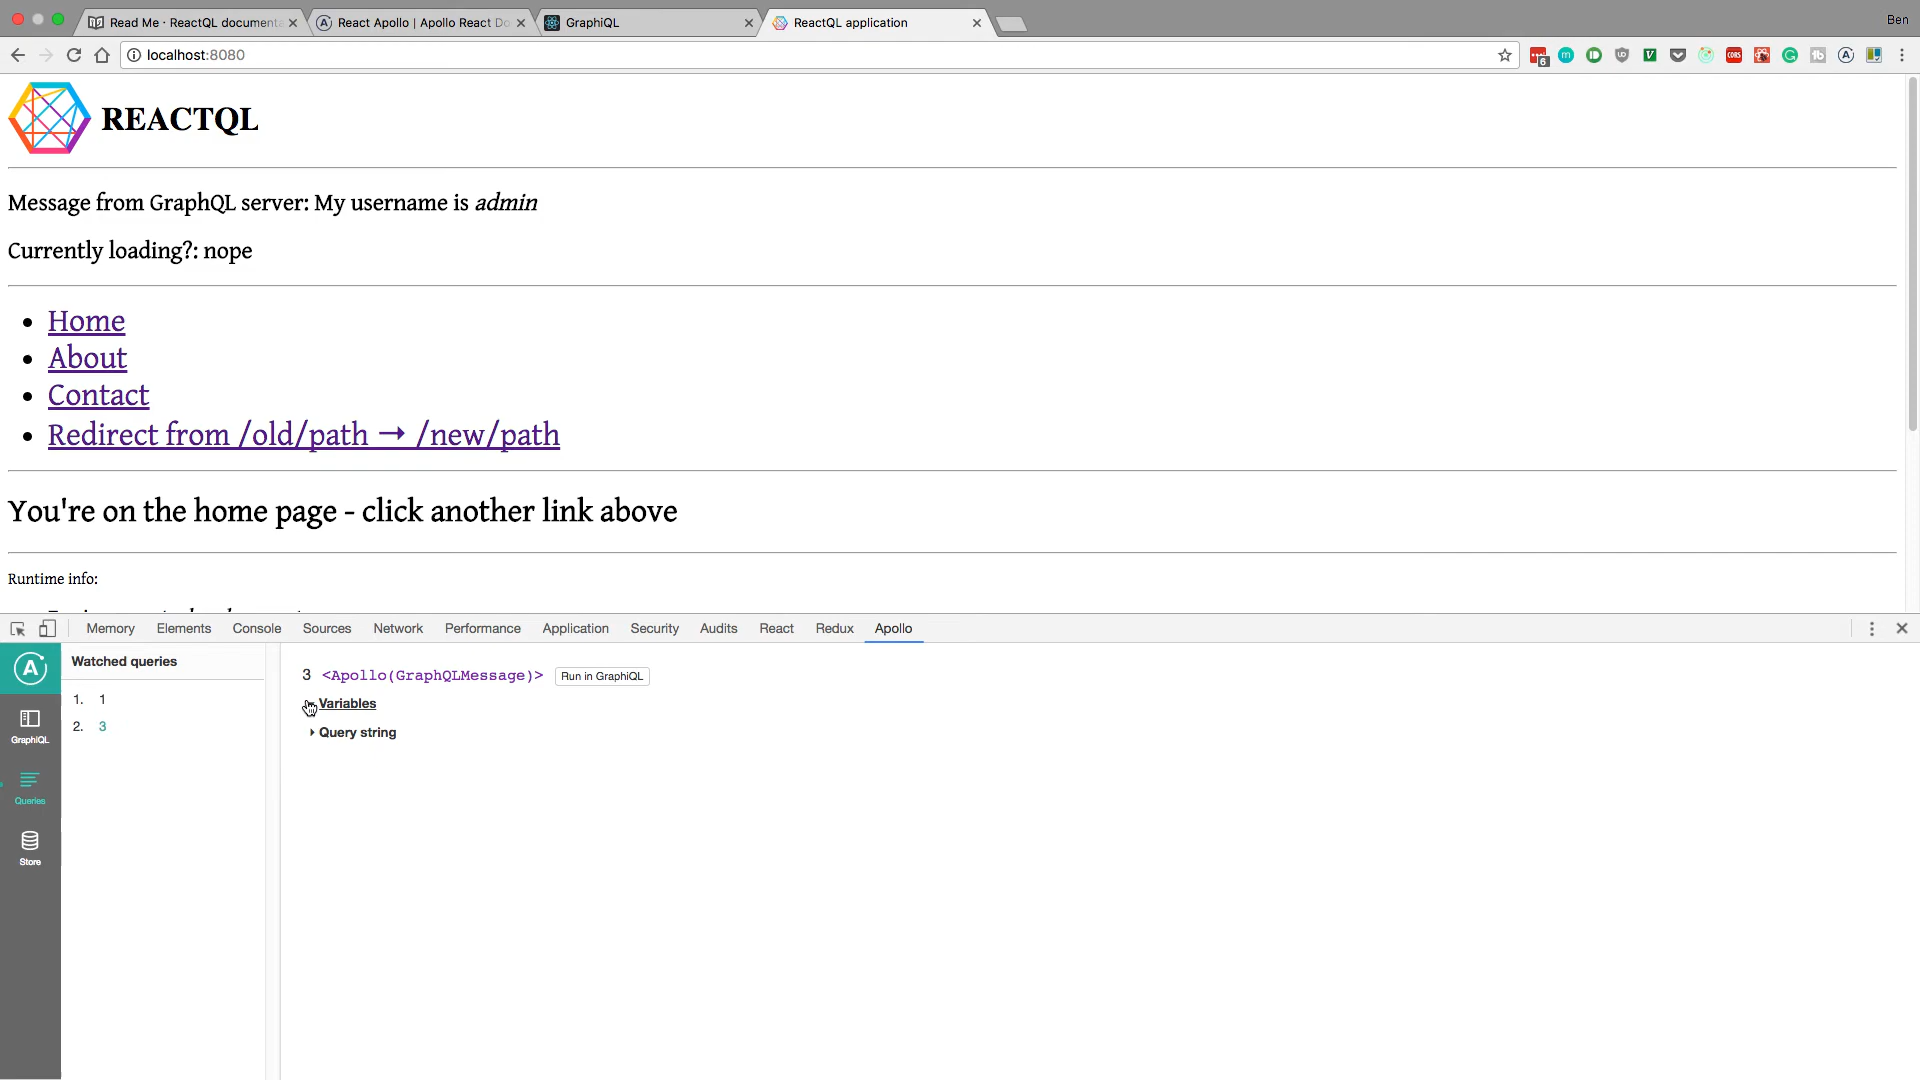 Read Me · ReactQL documenta
React Apollo | Apollo React Do
GraphiQL
ReactQL application
Ben
localhost:8080
6
CORS
REACTQL
Message from GraphQL server: My username is admin
Currently loading?: nope
Home
About
Contact
Redirect from /old/path → /new/path
You're on the home page - click another link above
Runtime info:
Memory
Elements
Console
Sources
Network
Performance
Application
Security
Audits
React
Redux
Apollo
Watched queries
1. 1
2. 3
GraphiQL
Queries
Store
3 <Apollo(GraphQLMessage)> Run in GraphiQL
Variables
Query string